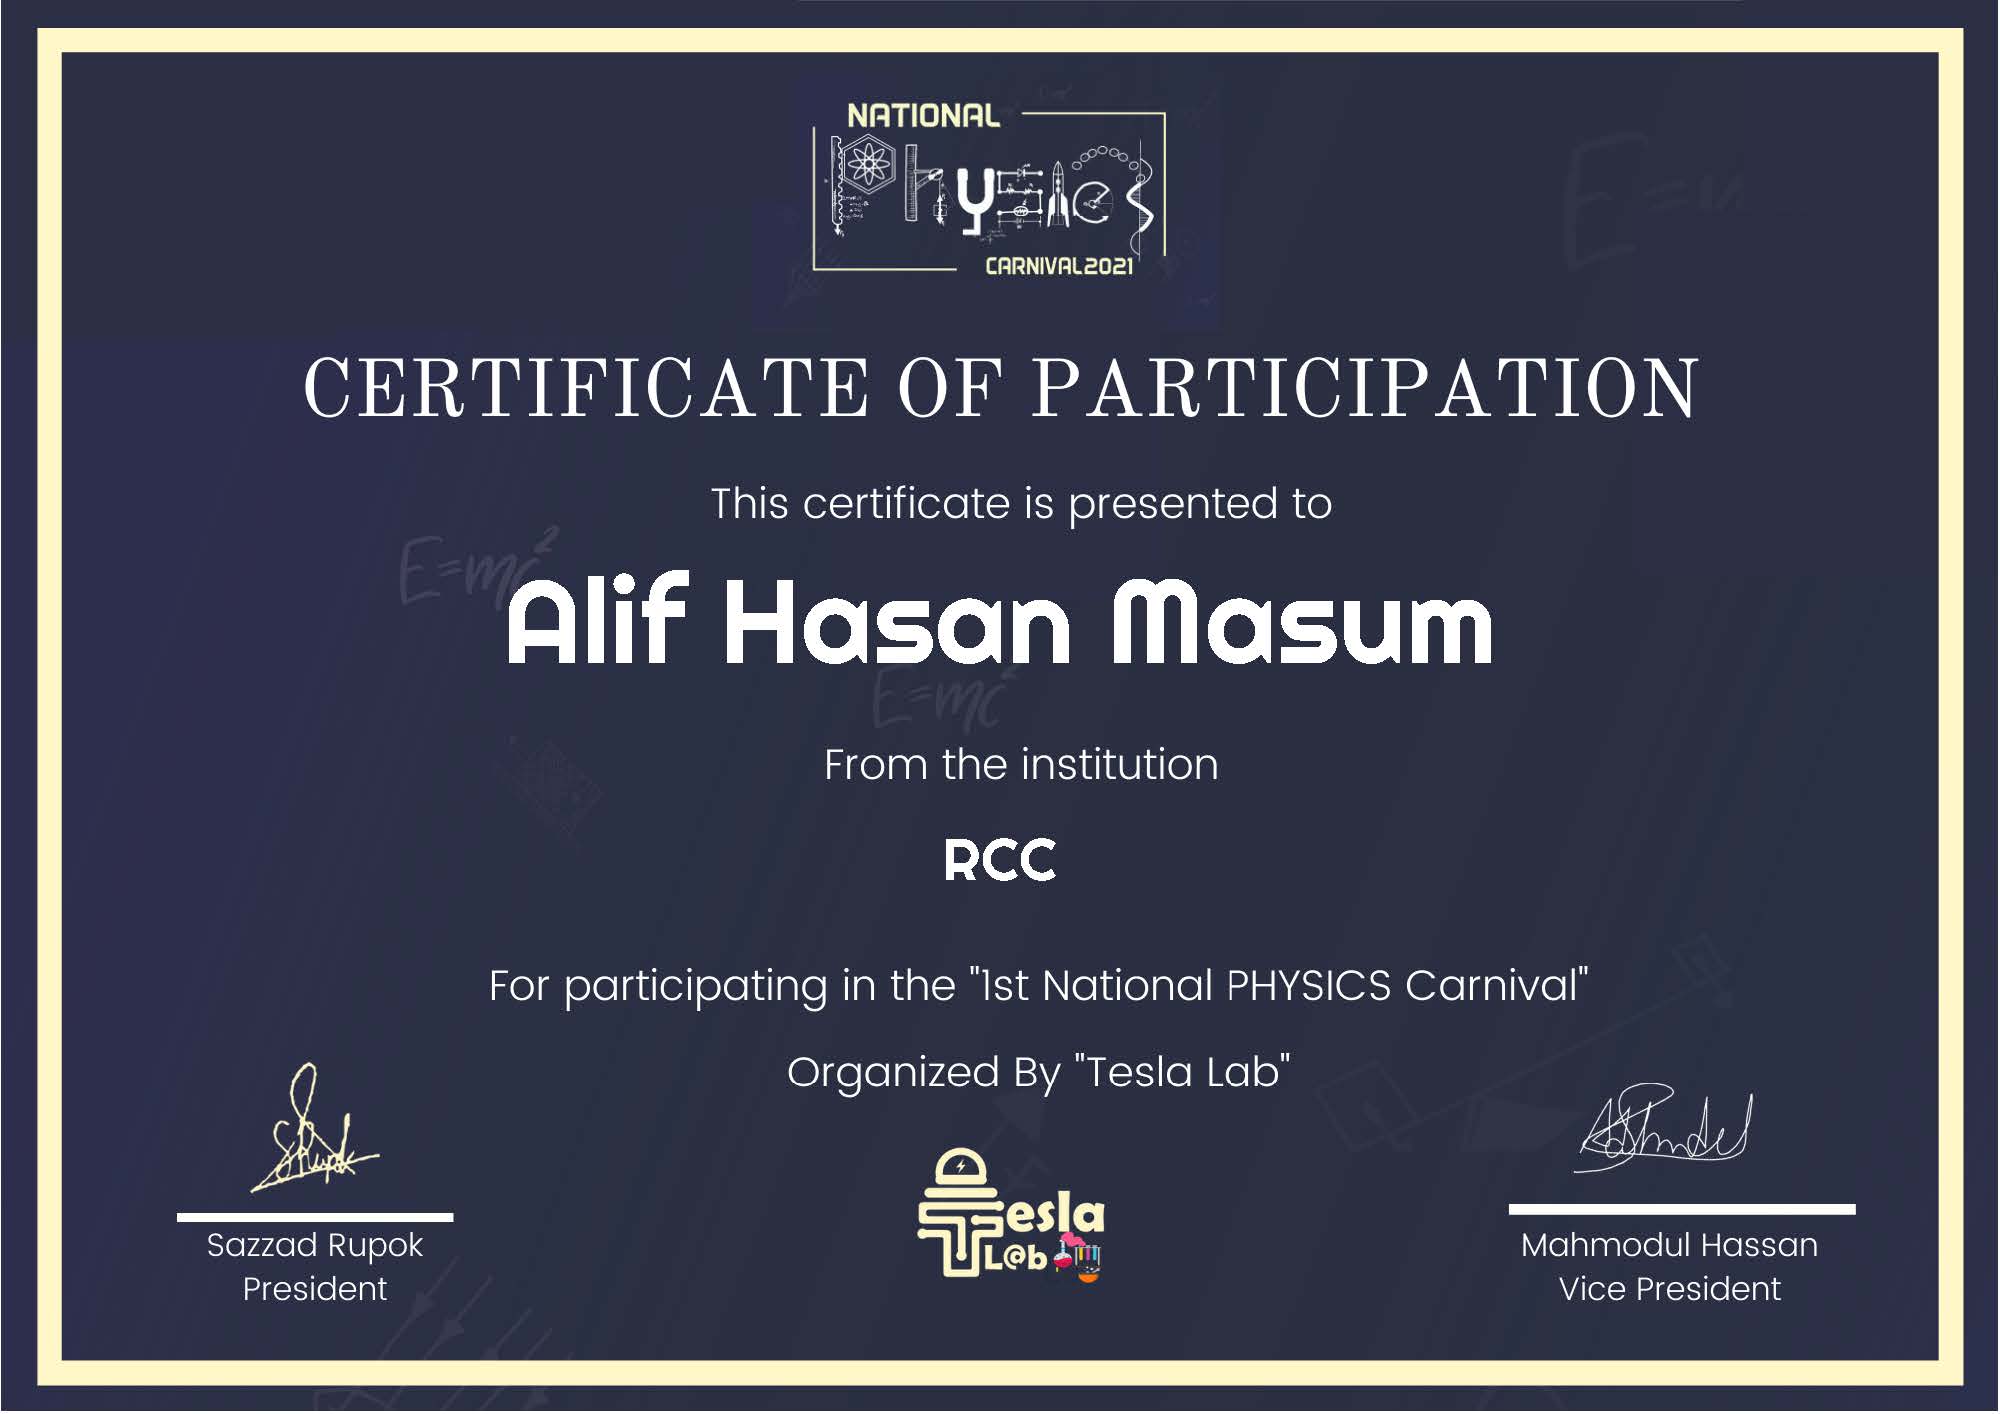 NATIONAL
Physics
CARNIVAL2021
CERTIFICATE OF PARTICIPATION
This certificate is presented to
E=mc²
Alif Hasan Masum
E=mc²
From the institution
RCC
For participating in the "1st National PHYSICS Carnival"
Organized By "Tesla Lab"
Tesla
L@b
Sazzad Rupok
President
Mahmodul Hassan
Vice President